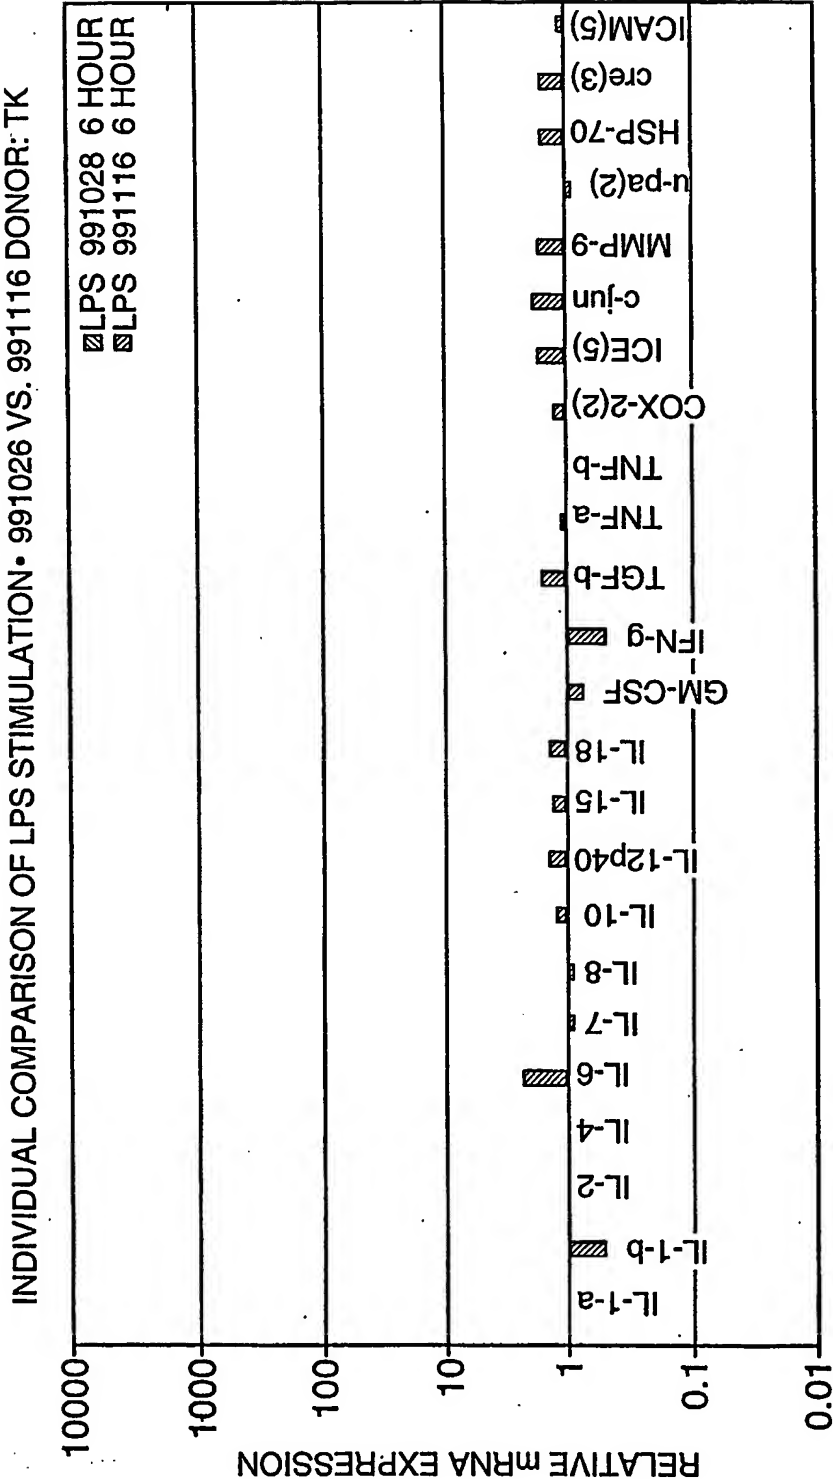 INDIVIDUAL COMPARISON OF LPS STIMULATION• 991026 VS. 991116 DONOR: TK
LPS 991028 6 HOUR
LPS 991116 6 HOUR
RELATIVE mRNA EXPRESSION
10000
1000
100
10
1
0.1
0.01
IL-1-a
IL-1-b
IL-2
IL-4
IL-6
IL-7
IL-8
IL-10
IL-12p40
IL-15
IL-18
GM-CSF
IFN-g
TGF-b
TNF-a
TNF-b
COX-2(2)
ICE(5)
c-jun
MMP-9
u-pa(2)
HSP-70
cre(3)
ICAM(5)